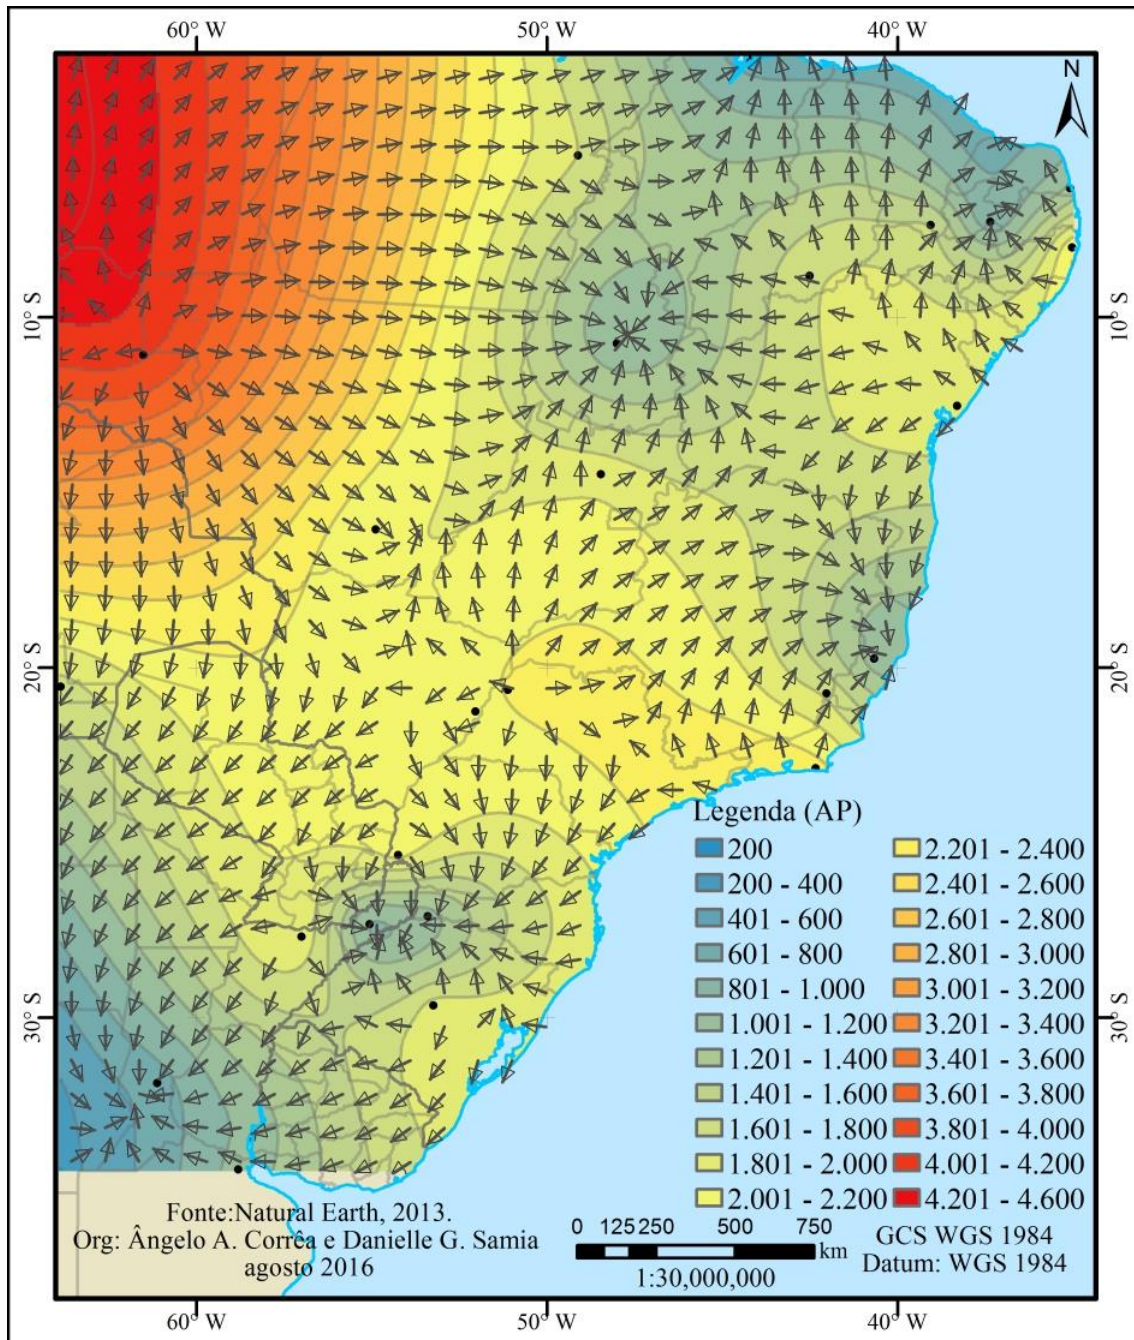 60° W 50° W 40° W
N
10° S 10° S
20° S 20° S
30° S 30° S
Legenda (AP)
200
200 - 400
401 - 600
601 - 800
801 - 1.000
1.001 - 1.200
1.201 - 1.400
1.401 - 1.600
1.601 - 1.800
1.801 - 2.000
2.001 - 2.200
2.201 - 2.400
2.401 - 2.600
2.601 - 2.800
2.801 - 3.000
3.001 - 3.200
3.201 - 3.400
3.401 - 3.600
3.601 - 3.800
3.801 - 4.000
4.001 - 4.200
4.201 - 4.600
Fonte:Natural Earth, 2013.
Org: Ângelo A. Corrêa e Danielle G. Samia
agosto 2016
0 125 250 500 750
km
1:30,000,000
GCS WGS 1984
Datum: WGS 1984
60° W 50° W 40° W